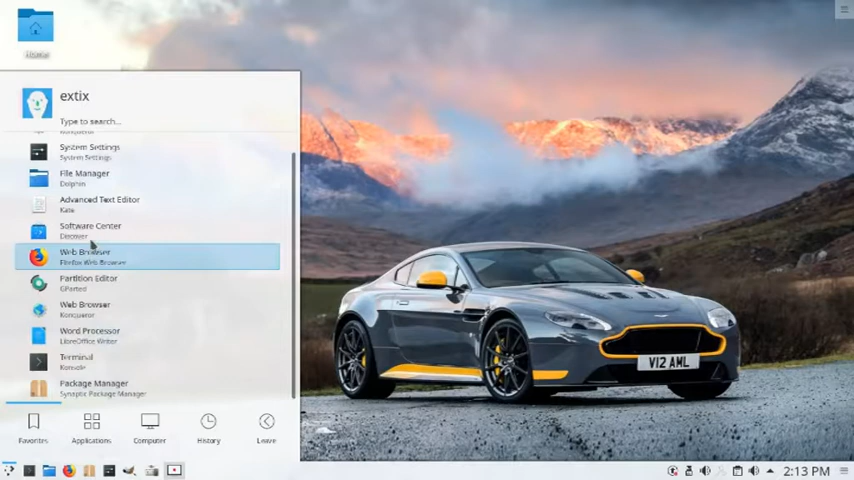 Home
extix
Type to search...
Konqueror
System Settings
System Settings
File Manager
Dolphin
Advanced Text Editor
Kate
Software Center
Discover
Web Browser
Firefox Web Browser
Partition Editor
GParted
Web Browser
Konqueror
Word Processor
LibreOffice Writer
Terminal
Konsole
Package Manager
Synaptic Package Manager
Favorites
Applications
Computer
History
Leave
V12 AML
2:13 PM